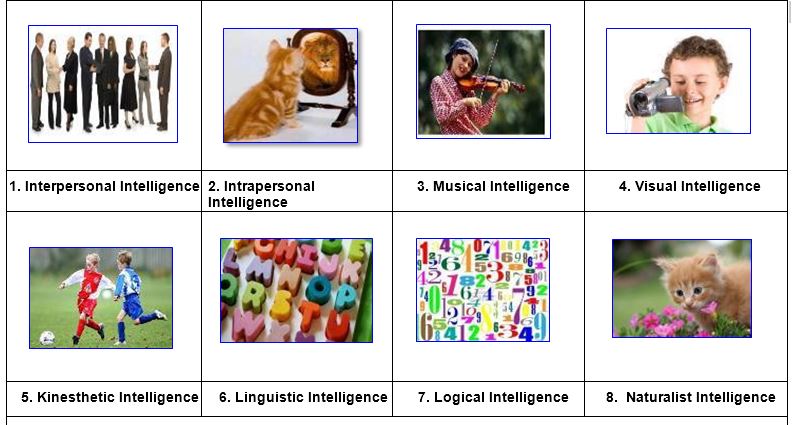 1. Interpersonal Intelligence
2. Intrapersonal
Intelligence
3. Musical Intelligence
4. Visual Intelligence
5. Kinesthetic Intelligence
6. Linguistic Intelligence
7. Logical Intelligence
8.  Naturalist Intelligence